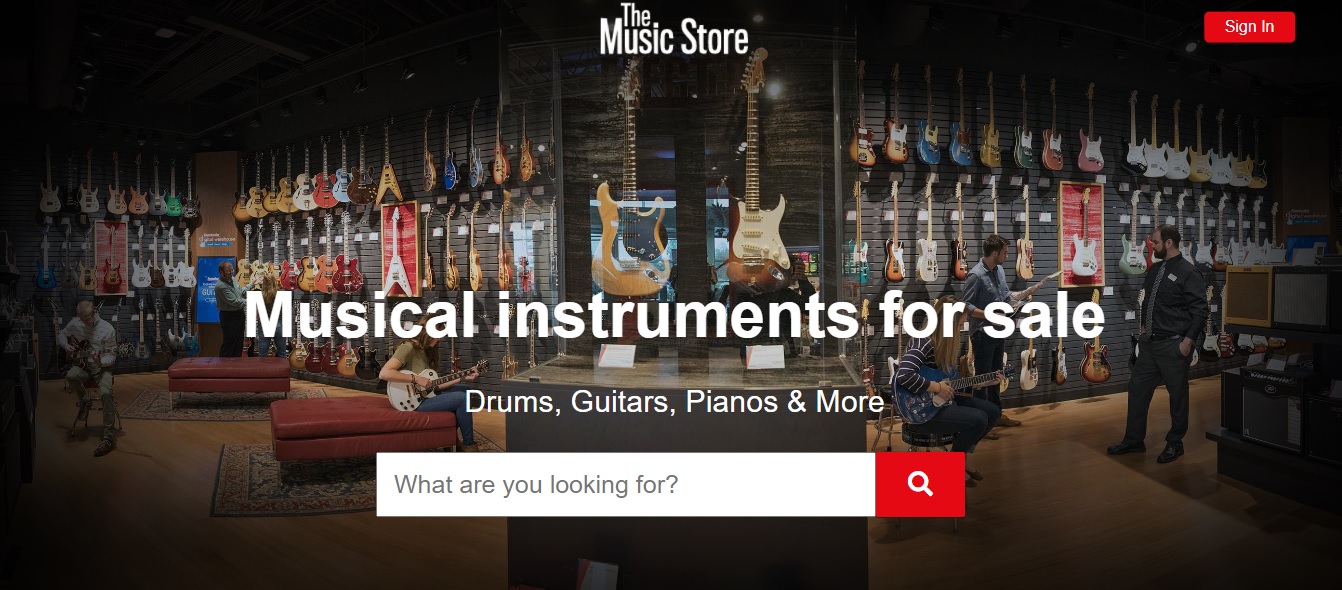 The
Music Store
Sign In
Musical instruments for sale
Drums, Guitars, Pianos & More
What are you looking for?